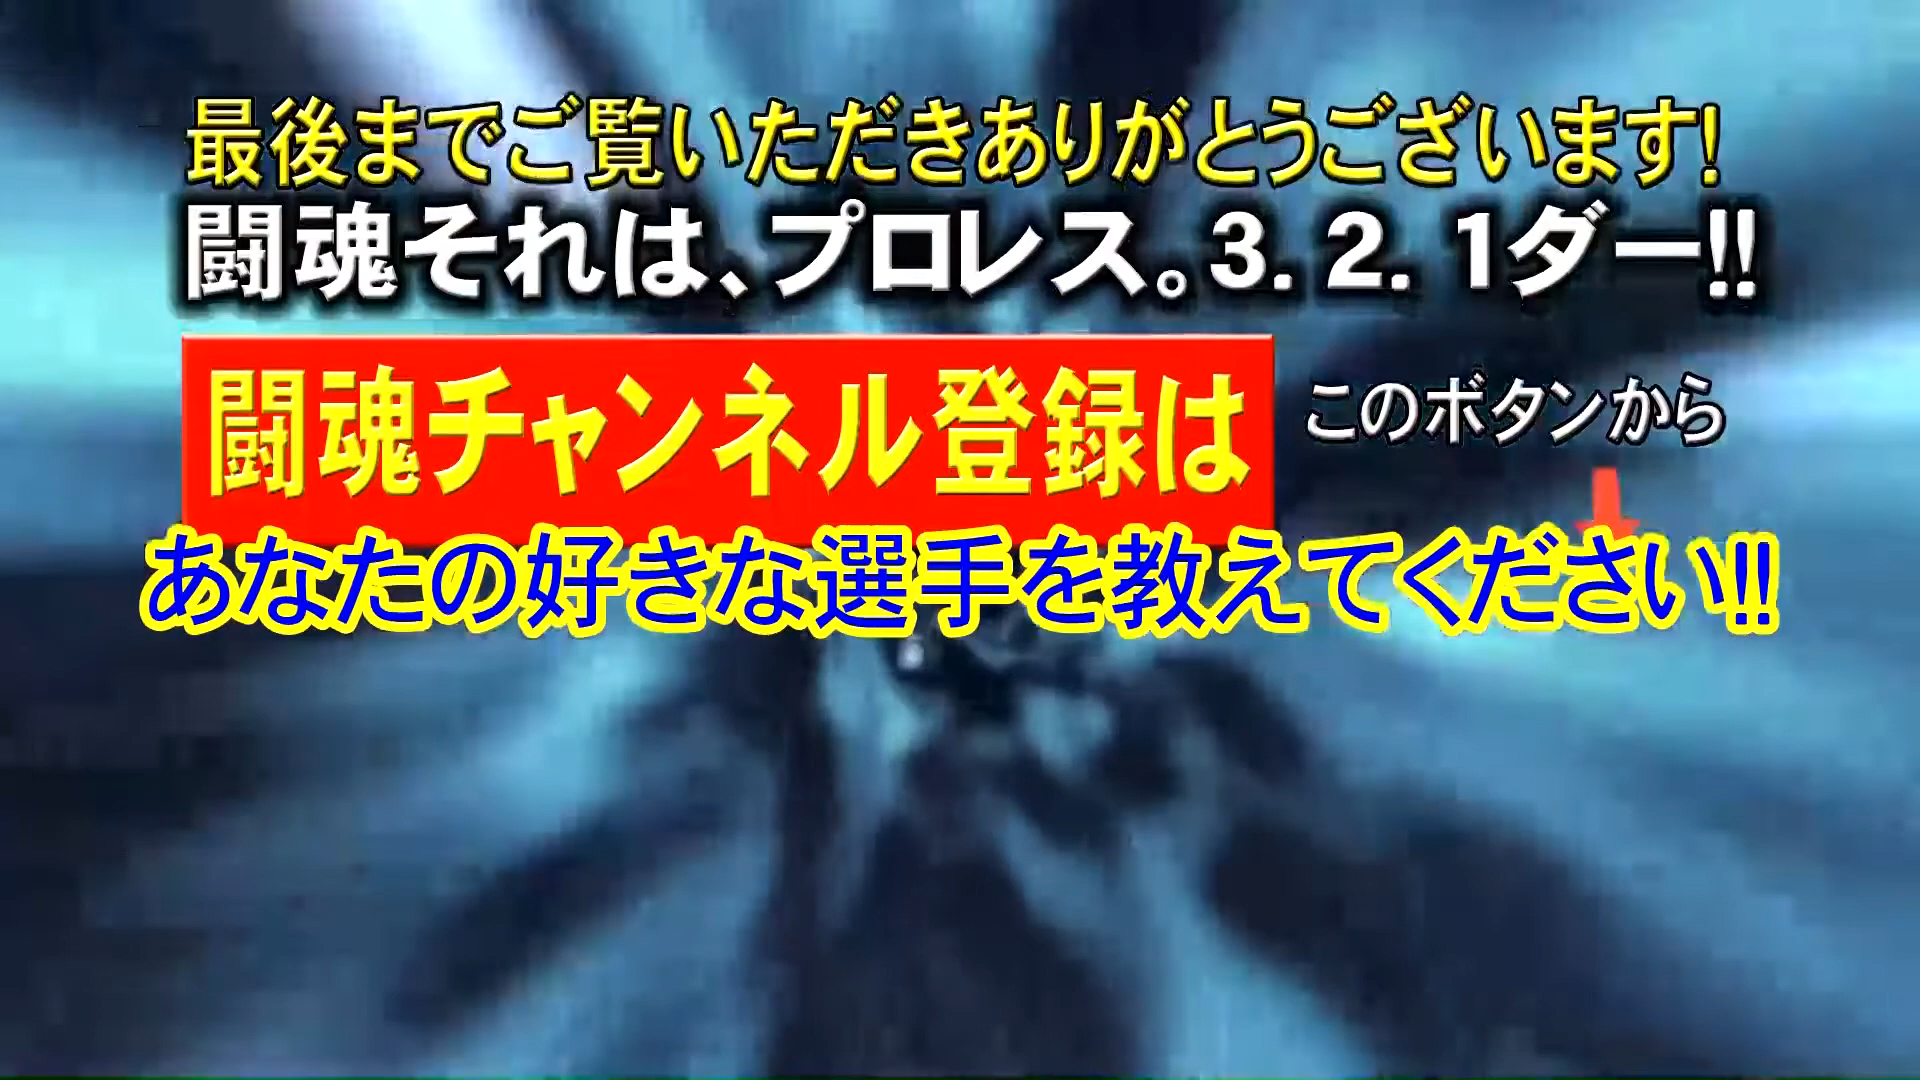 最後までご覧いただきありがとうございます!
闘魂それは、プロレス。3. 2. 1ダー!!
闘魂チャンネル登録は
このボタンから
あなたの好きな選手を教えてください!!